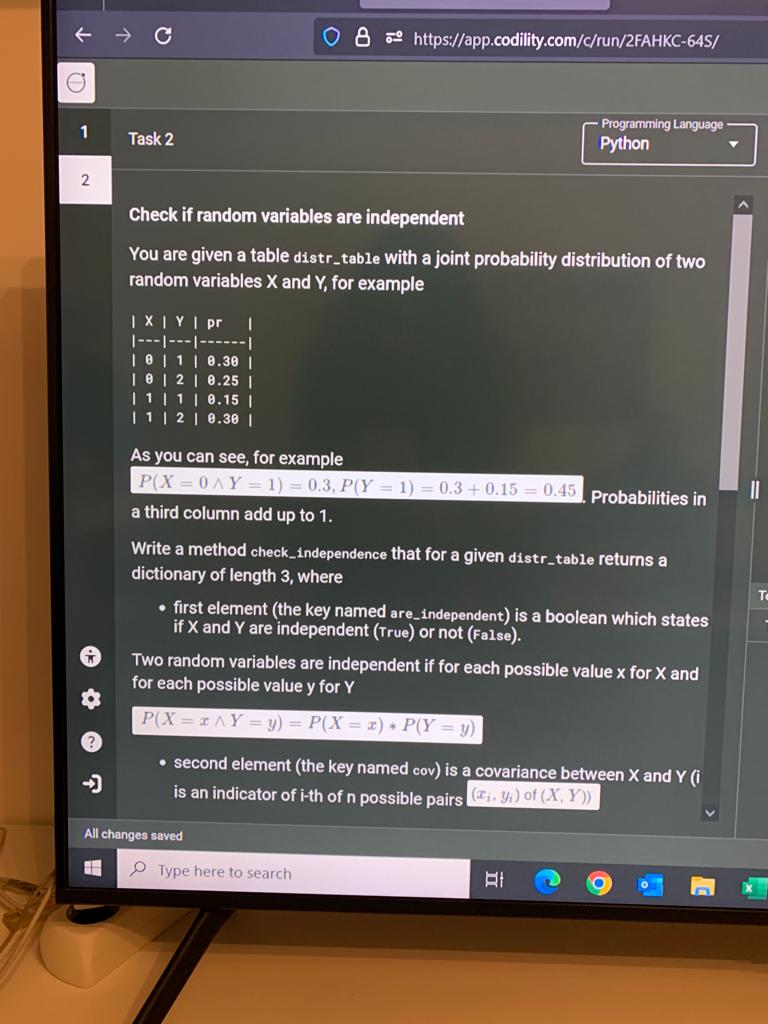 https://app.codility.com/c/run/2FAHKC-64S/
1
Task 2
Programming Language
Python
2
Check if random variables are independent
You are given a table distr_table with a joint probability distribution of two
random variables X and Y, for example
| X | Y | pr |
|---|---|------|
| 0 | 1 | 0.30 |
| 0 | 2 | 0.25 |
| 1 | 1 | 0.15 |
| 1 | 2 | 0.30 |
As you can see, for example
P(X = 0 ∧ Y = 1) = 0.3, P(Y = 1) = 0.3 + 0.15 = 0.45. Probabilities in
a third column add up to 1.
Write a method check_independence that for a given distr_table returns a
dictionary of length 3, where
• first element (the key named are_independent) is a boolean which states
if X and Y are independent (True) or not (False).
Two random variables are independent if for each possible value x for X and
for each possible value y for Y
P(X = x ∧ Y = y) = P(X = x) * P(Y = y)
• second element (the key named cov) is a covariance between X and Y (i
is an indicator of i-th of n possible pairs (xᵢ, yᵢ) of (X, Y))
All changes saved
Type here to search